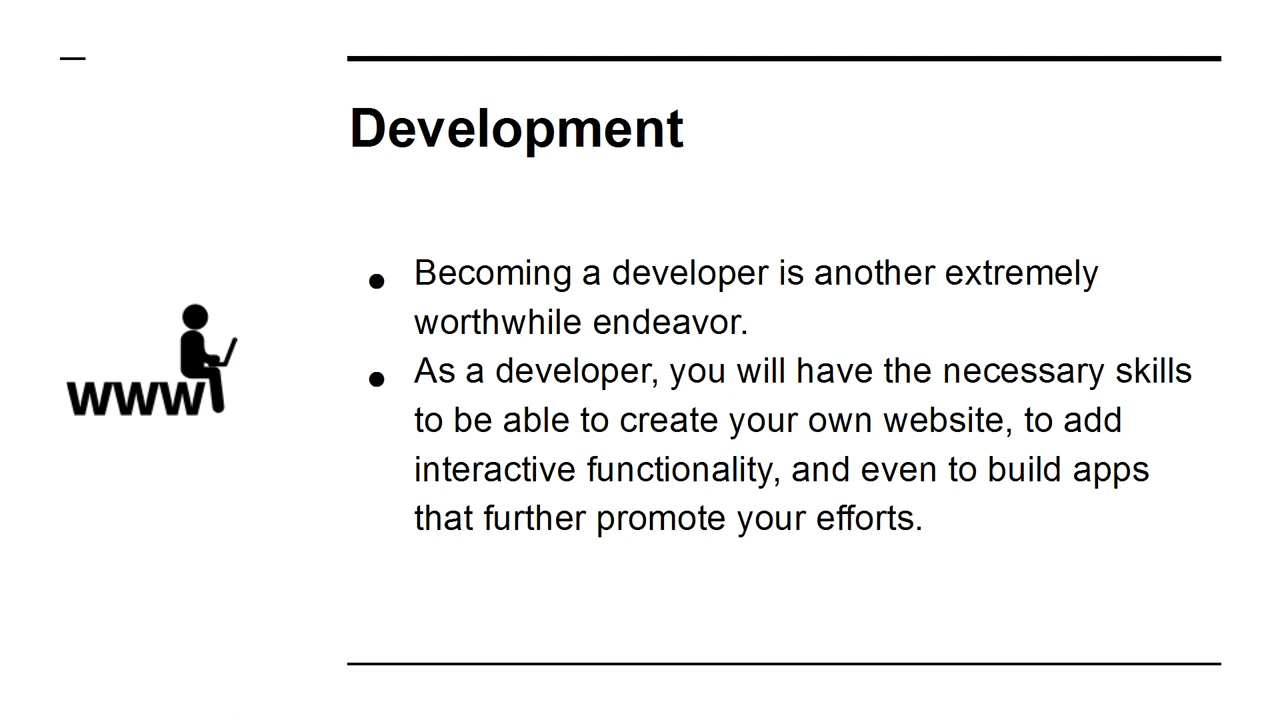 Development
● Becoming a developer is another extremely
worthwhile endeavor.
● As a developer, you will have the necessary skills
to be able to create your own website, to add
interactive functionality, and even to build apps
that further promote your efforts.
www